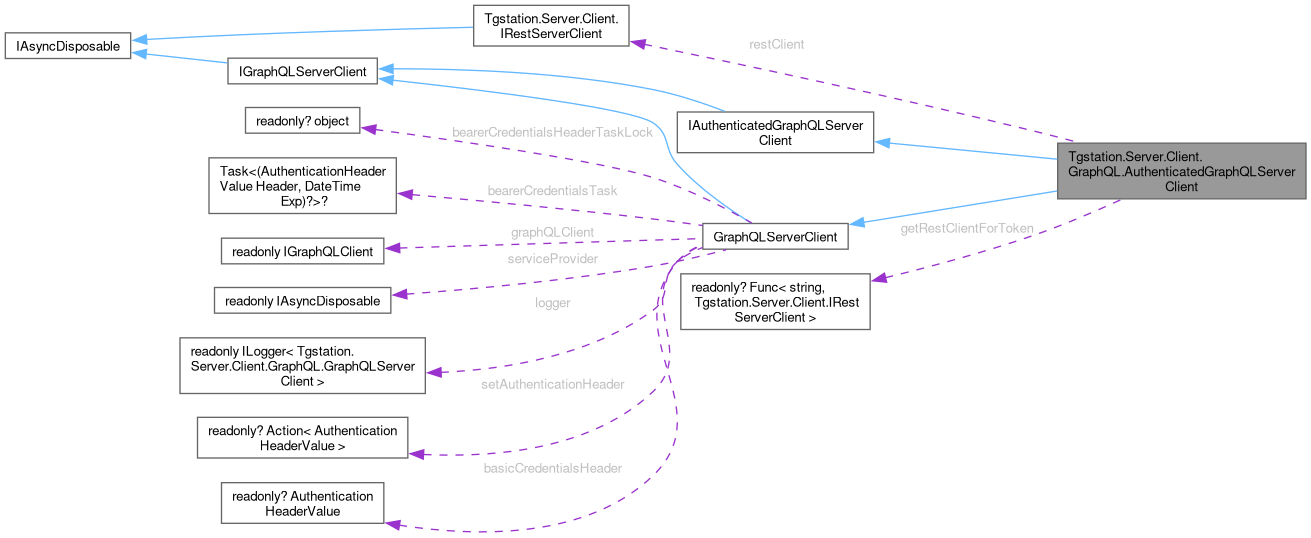 Tgstation.Server.Client.
IRestServerClient
IAsyncDisposable
restClient
IGraphQLServerClient
readonly? object
bearerCredentialsHeaderTaskLock
IAuthenticatedGraphQLServer
Client
Tgstation.Server.Client.
GraphQL.AuthenticatedGraphQLServer
Client
Task<(AuthenticationHeader
Value Header, DateTime
Exp)?>?
bearerCredentialsTask
graphQLClient
GraphQLServerClient
getRestClientForToken
readonly IGraphQLClient
serviceProvider
readonly IAsyncDisposable
logger
readonly? Func< string,
Tgstation.Server.Client.IRest
ServerClient >
readonly ILogger< Tgstation.
Server.Client.GraphQL.GraphQLServer
Client >
setAuthenticationHeader
readonly? Action< Authentication
HeaderValue >
basicCredentialsHeader
readonly? Authentication
HeaderValue